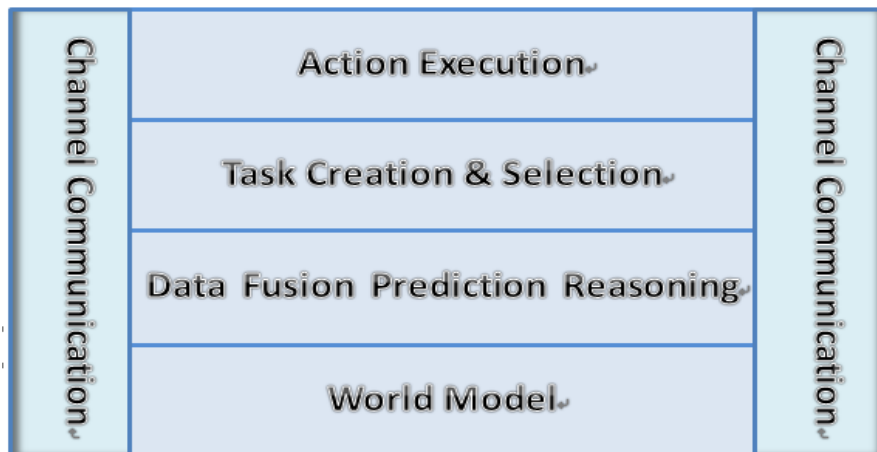 Channel Communication
Action Execution
Task Creation & Selection
Data Fusion Prediction Reasoning
World Model
Channel Communication